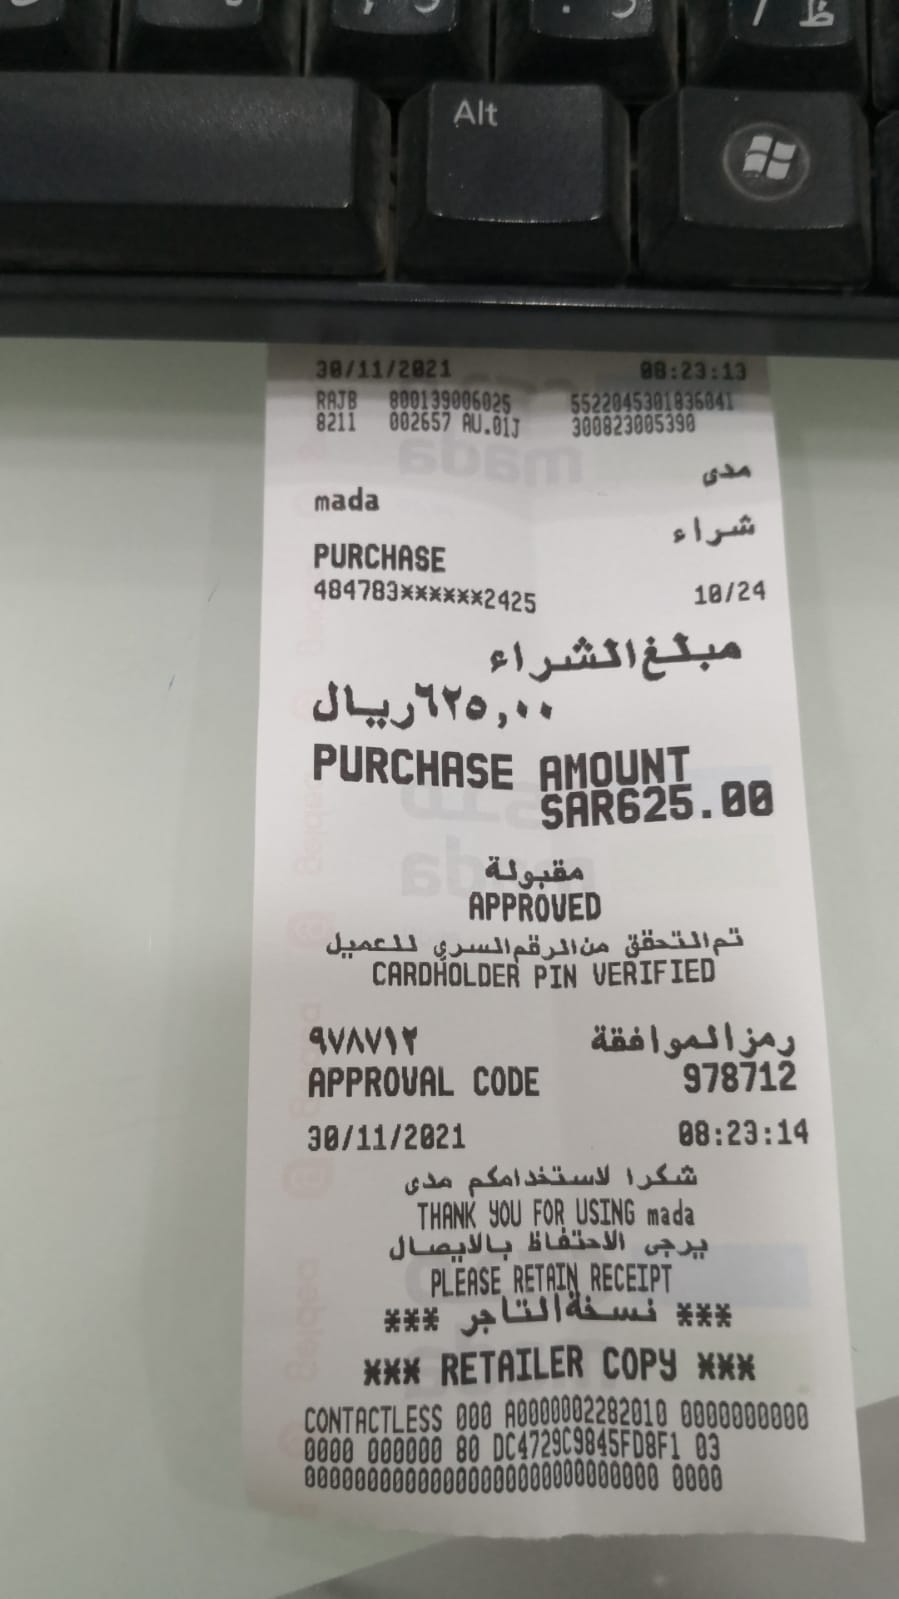 Alt
30/11/2021 08:23:13
RAJB 800139006025 5522045301836041
8211 002657 AU.01J 300823005390
مدى
mada
شراء
PURCHASE
484783******2425 10/24
مبلغ الشراء
٦٢٥,٠٠ ريال
PURCHASE AMOUNT
SAR625.00
مقبولة
APPROVED
تم التحقق من الرقم السري للعميل
CARDHOLDER PIN VERIFIED
رمز الموافقة ٩٧٨٧١٢
APPROVAL CODE 978712
30/11/2021 08:23:14
شكرا لاستخدامكم مدى
THANK YOU FOR USING mada
يرجى الاحتفاظ بالايصال
PLEASE RETAIN RECEIPT
*** نسخة التاجر ***
*** RETAILER COPY ***
CONTACTLESS 000 A0000002282010 0000000000
0000 000000 80 DC4729C9845FD8F1 03
0000000000000000000000000000 0000